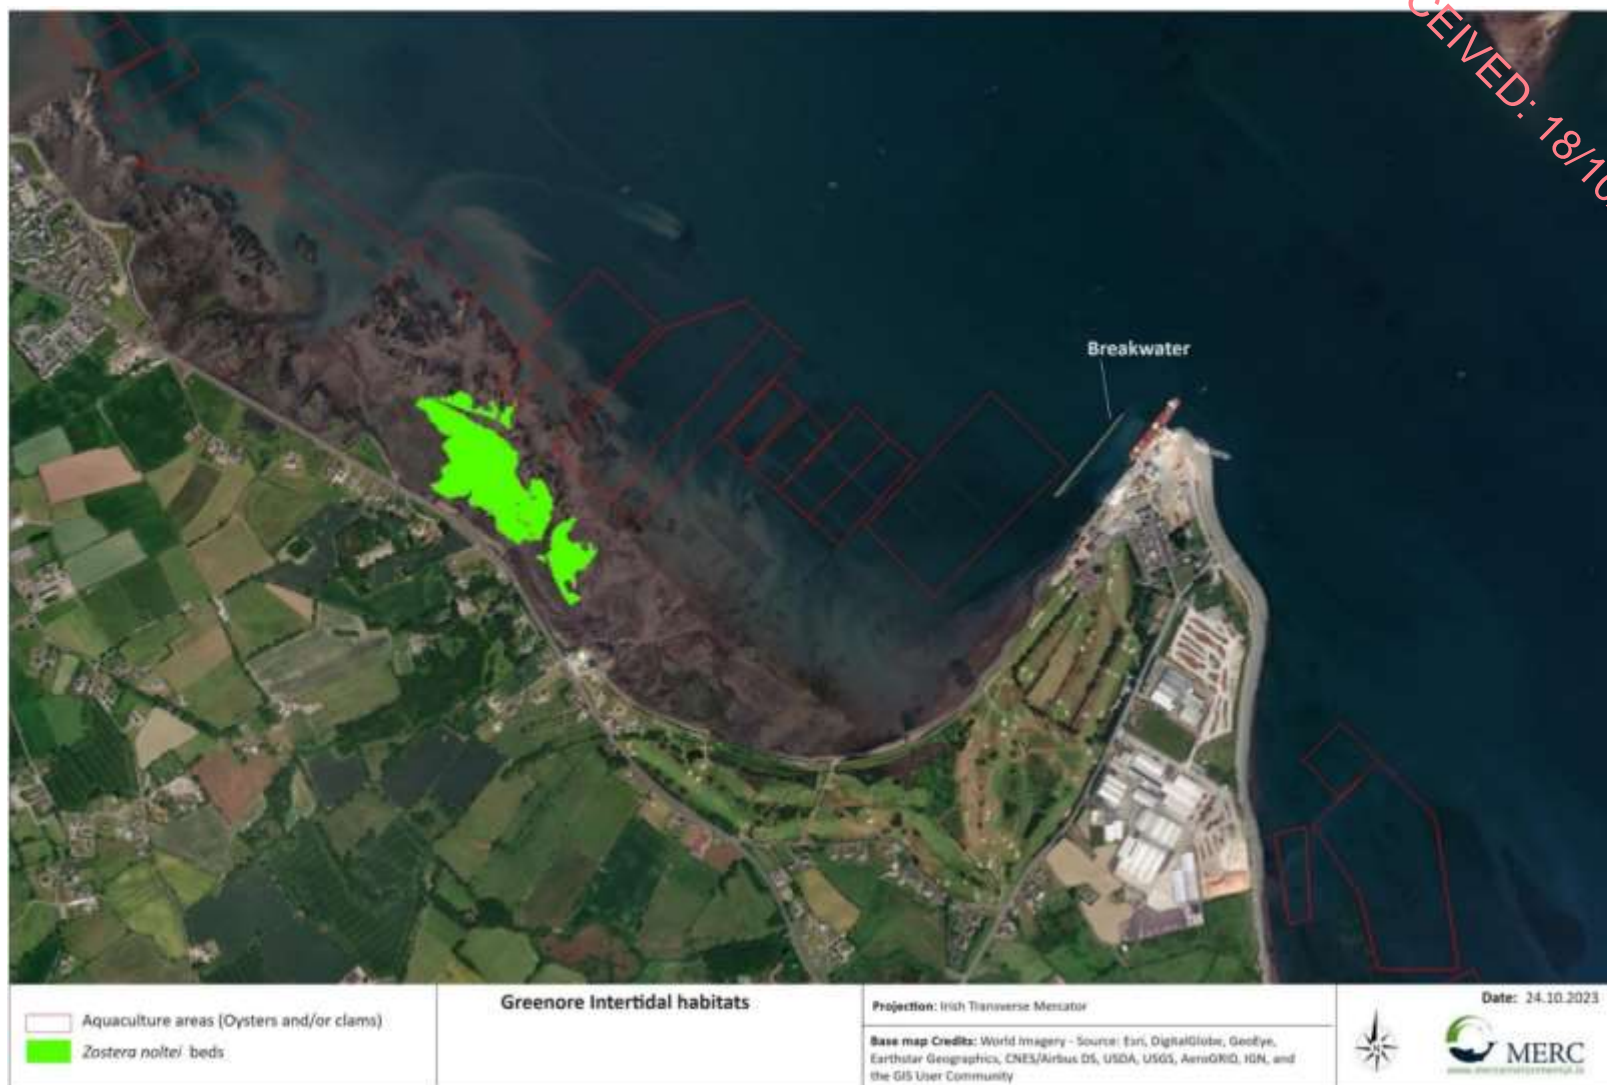 CEIVED: 18/10
Breakwater
Aquaculture areas (Oysters and/or clams)
Zostera noltei beds
Greenore Intertidal habitats
Projection: Irish Transverse Mercator
Base map Credits: World Imagery - Source: Esri, DigitalGlobe, GeoEye,
Earthstar Geographics, CNES/Airbus DS, USDA, USGS, AeroGRID, IGN, and
the GIS User Community
N
Date: 24.10.2023
MERC